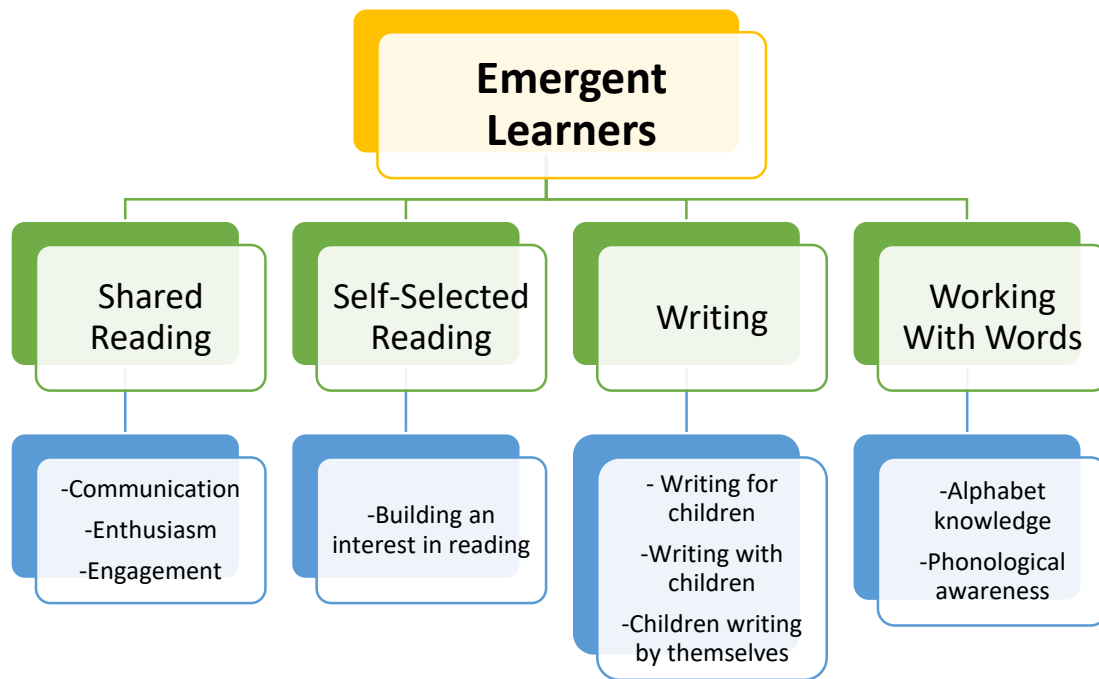 Emergent
Learners
Shared
Reading
Self-Selected
Reading
Writing
Working
With Words
-Communication
-Enthusiasm
-Engagement
-Building an
interest in reading
- Writing for
children
-Writing with
children
-Children writing
by themselves
-Alphabet
knowledge
-Phonological
awareness